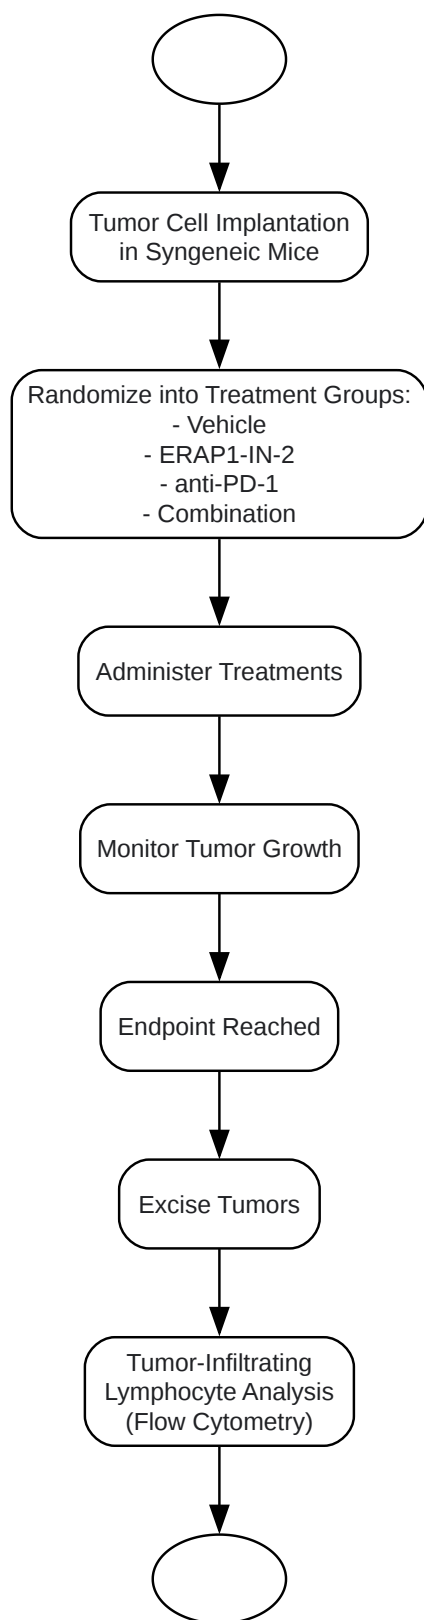 Tumor Cell Implantation
in Syngeneic Mice
Randomize into Treatment Groups:
- Vehicle
- ERAP1-IN-2
- anti-PD-1
- Combination
Administer Treatments
Monitor Tumor Growth
Endpoint Reached
Excise Tumors
Tumor-Infiltrating
Lymphocyte Analysis
(Flow Cytometry)